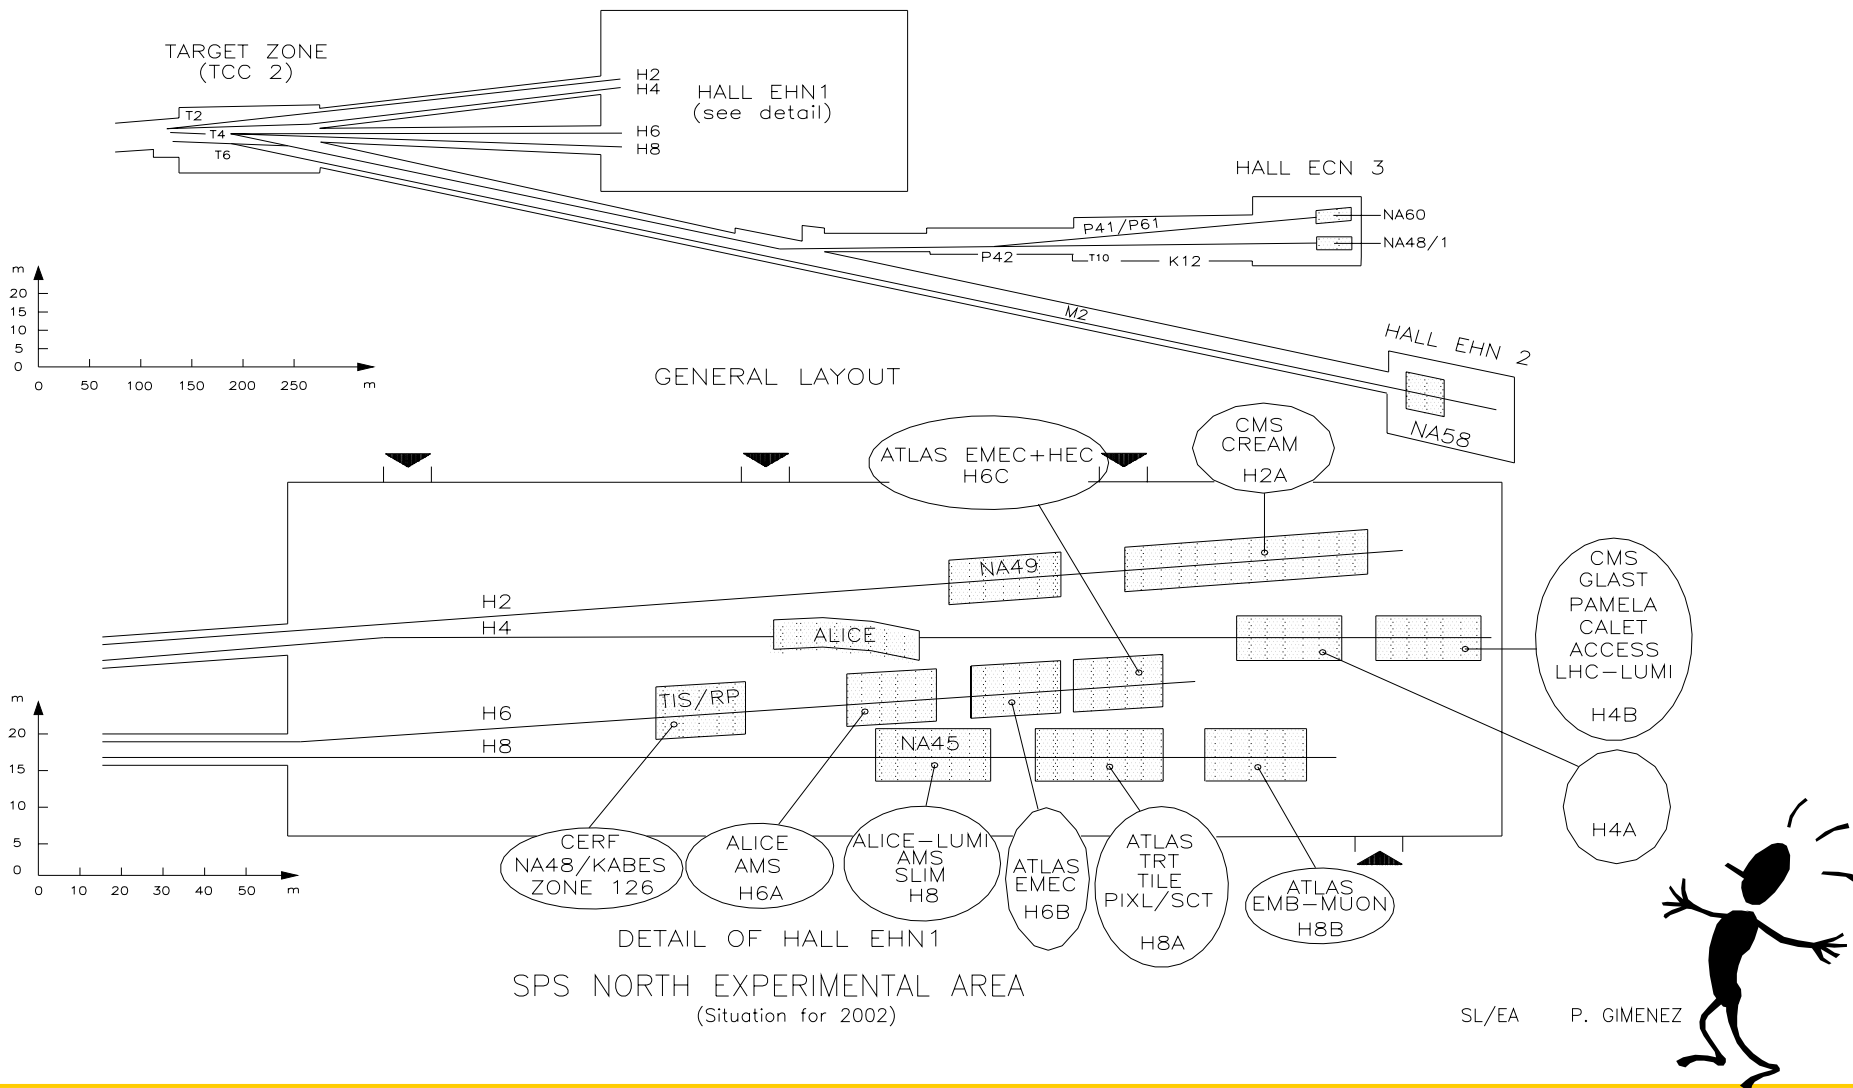 TARGET ZONE
(TCC 2)
T2
T4
T6
H2
H4
H6
H8
HALL EHN1
(see detail)
HALL ECN 3
NA60
NA48/1
P41/P61
P42
T10
K12
M2
HALL EHN 2
NA58
m
20
15
10
5
0
0 50 100 150 200 250 m
GENERAL LAYOUT
ATLAS EMEC+HEC
H6C
CMS
CREAM
H2A
NA49
H2
H4
ALICE
CMS
GLAST
PAMELA
CALET
ACCESS
LHC-LUMI
H4B
TIS/RP
H6
H8
NA45
H4A
m
20
15
10
5
0
0 10 20 30 40 50 m
CERF
NA48/KABES
ZONE 126
ALICE
AMS
H6A
ALICE-LUMI
AMS
SLIM
H8
ATLAS
EMEC
H6B
ATLAS
TRT
TILE
PIXL/SCT
H8A
ATLAS
EMB-MUON
H8B
DETAIL OF HALL EHN1
SPS NORTH EXPERIMENTAL AREA
(Situation for 2002)
SL/EA P. GIMENEZ